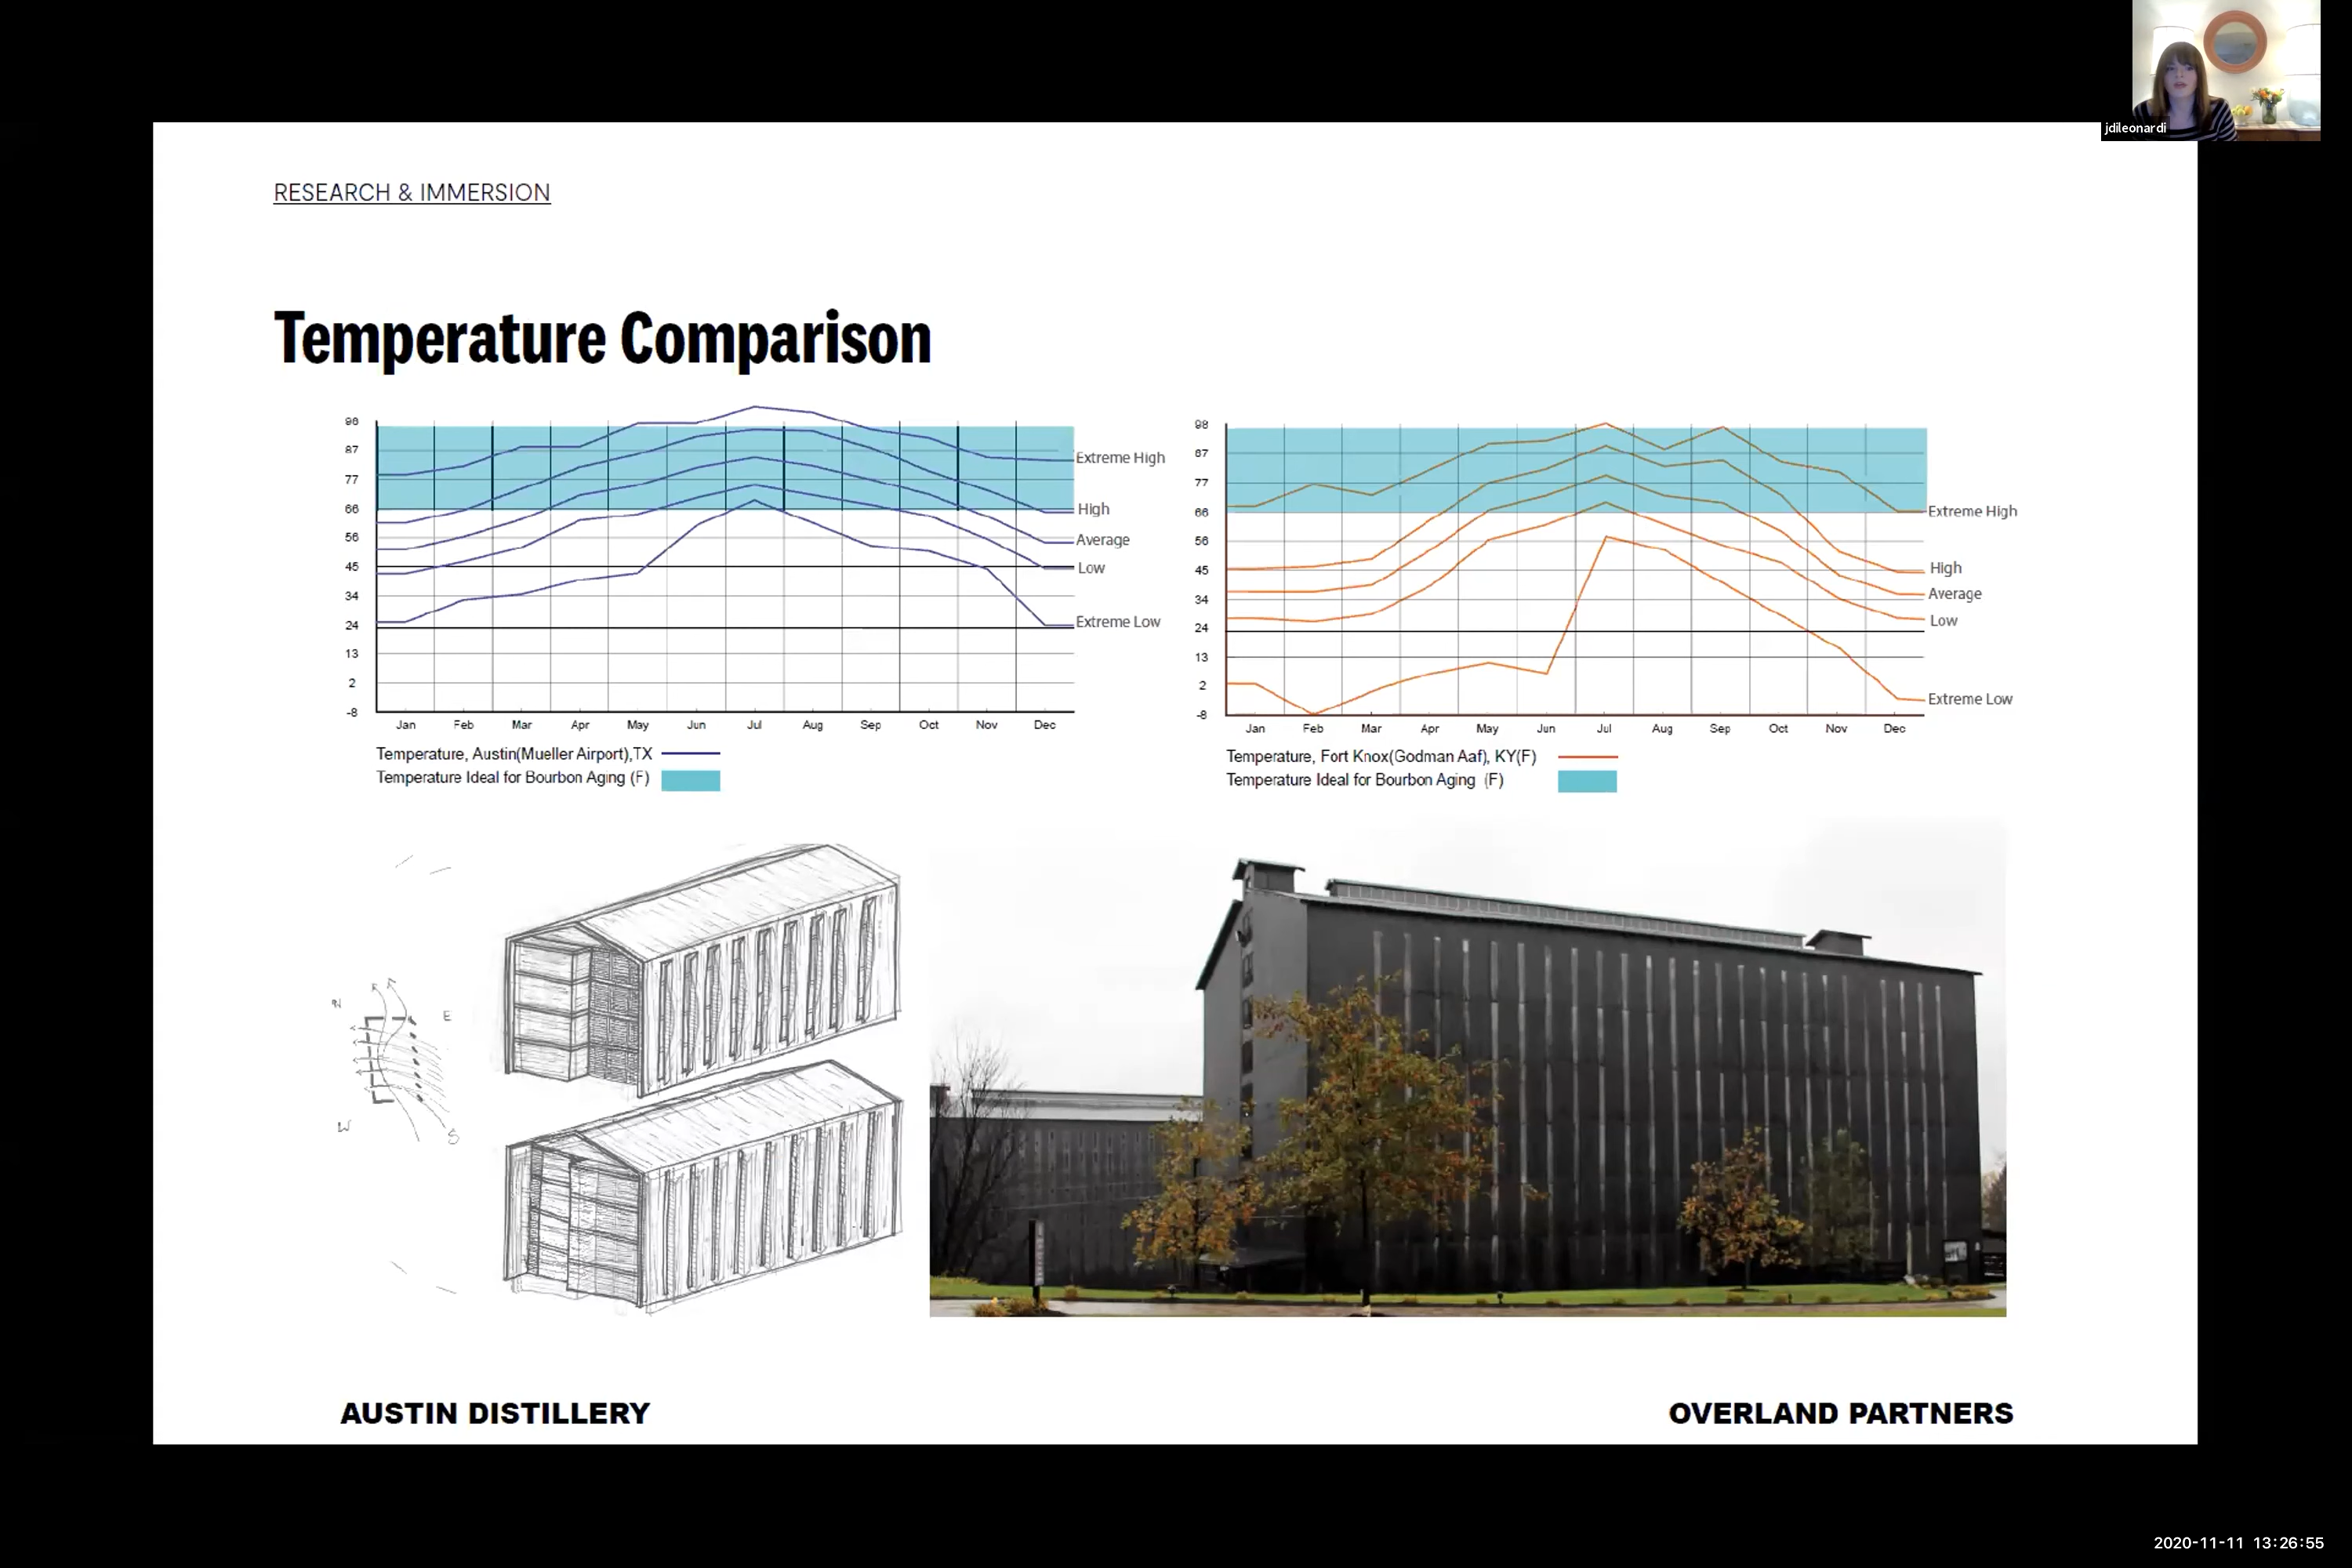 jdileonardi
RESEARCH & IMMERSION
Temperature Comparison
98
87
77
66
56
45
34
24
13
2
-8
Extreme High
High
Average
Low
Extreme Low
Jan Feb Mar Apr May Jun Jul Aug Sep Oct Nov Dec
Temperature, Austin(Mueller Airport),TX
Temperature Ideal for Bourbon Aging (F)
98
87
77
66
56
45
34
24
13
2
-8
Extreme High
High
Average
Low
Extreme Low
Jan Feb Mar Apr May Jun Jul Aug Sep Oct Nov Dec
Temperature, Fort Knox(Godman Aaf), KY(F)
Temperature Ideal for Bourbon Aging (F)
N
E
W
S
AUSTIN DISTILLERY
OVERLAND PARTNERS
2020-11-11 13:26:55